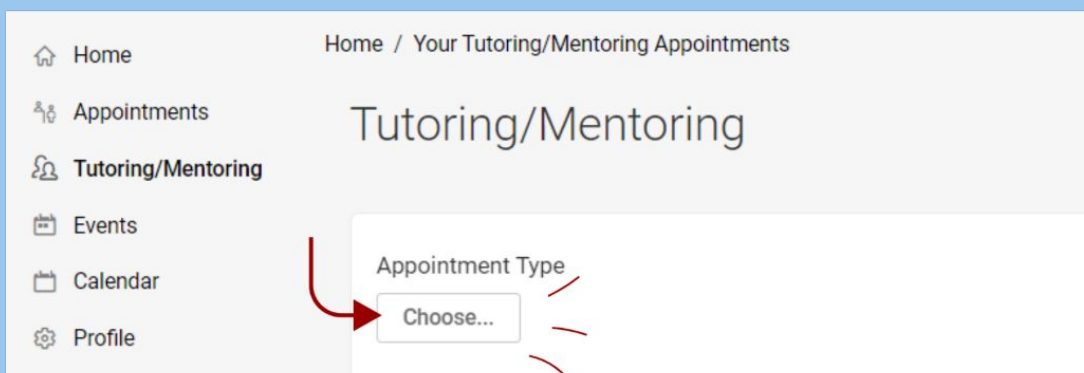 Home
Appointments
Tutoring/Mentoring
Events
Calendar
Profile
Home / Your Tutoring/Mentoring Appointments
Tutoring/Mentoring
Appointment Type
Choose...